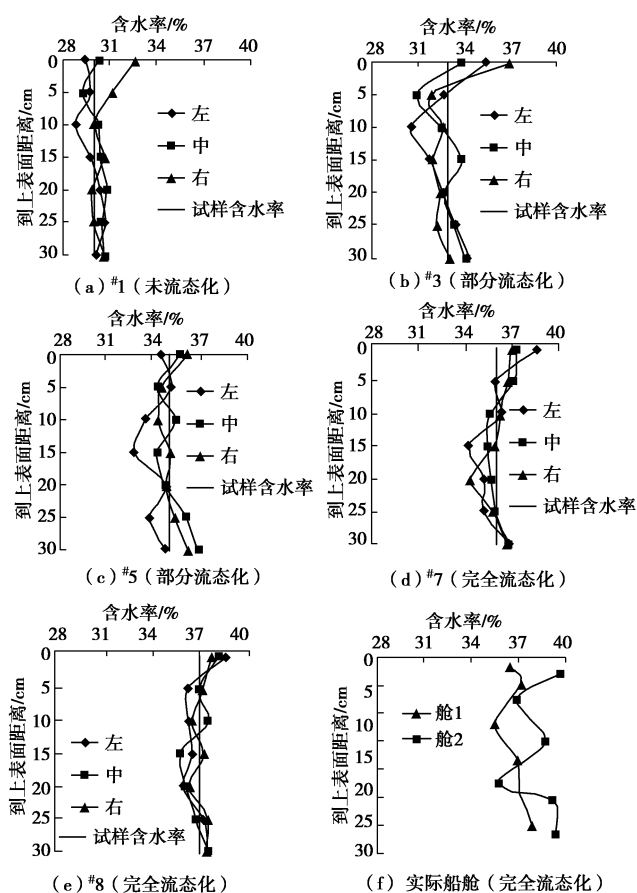 含水率/%
28 31 34 37 40
到上表面距离/cm
0
5
10
15
20
25
30
左
中
右
试样含水率
（a）#1（未流态化）
含水率/%
28 31 34 37 40
到上表面距离/cm
0
5
10
15
20
25
30
左
中
右
试样含水率
（b）#3（部分流态化）
含水率/%
28 31 34 37 40
到上表面距离/cm
0
5
10
15
20
25
30
左
中
右
试样含水率
（c）#5（部分流态化）
含水率/%
28 31 34 37 40
到上表面距离/cm
0
5
10
15
20
25
30
左
中
右
试样含水率
（d）#7（完全流态化）
含水率/%
28 31 34 37 40
到上表面距离/cm
0
5
10
15
20
25
30
左
中
右
试样含水率
（e）#8（完全流态化）
含水率/%
28 31 34 37 40
到上表面距离/cm
0
5
10
15
20
25
30
舱1
舱2
（f） 实际船舱（完全流态化）